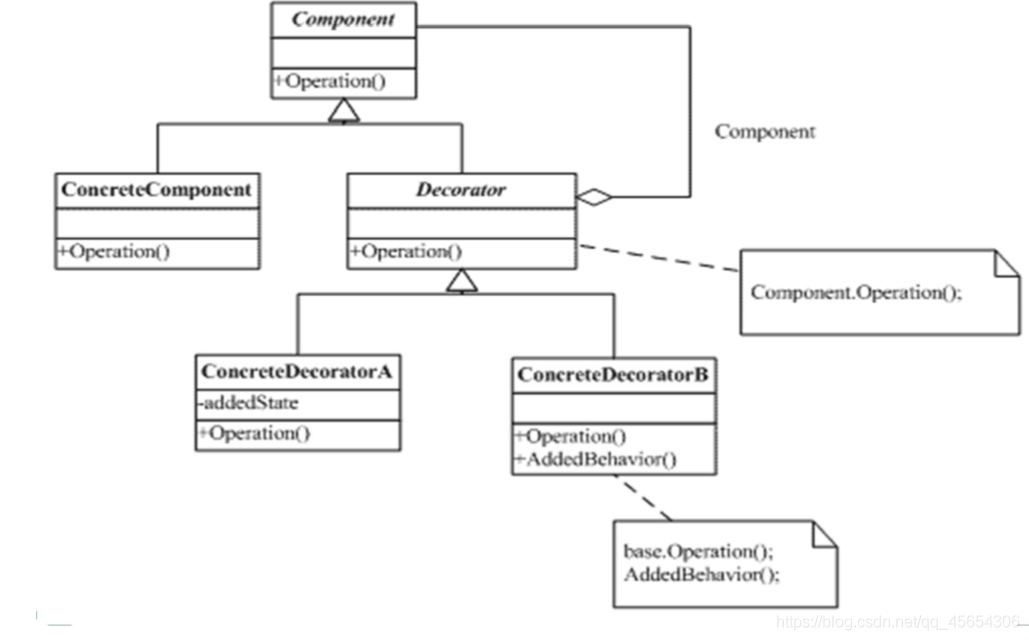 Component
+Operation()
Component
ConcreteComponent
+Operation()
Decorator
+Operation()
Component.Operation();
ConcreteDecoratorA
-addedState
+Operation()
ConcreteDecoratorB
+Operation()
+AddedBehavior()
base.Operation();
AddedBehavior();
https://blog.csdn.net/qq_45654306